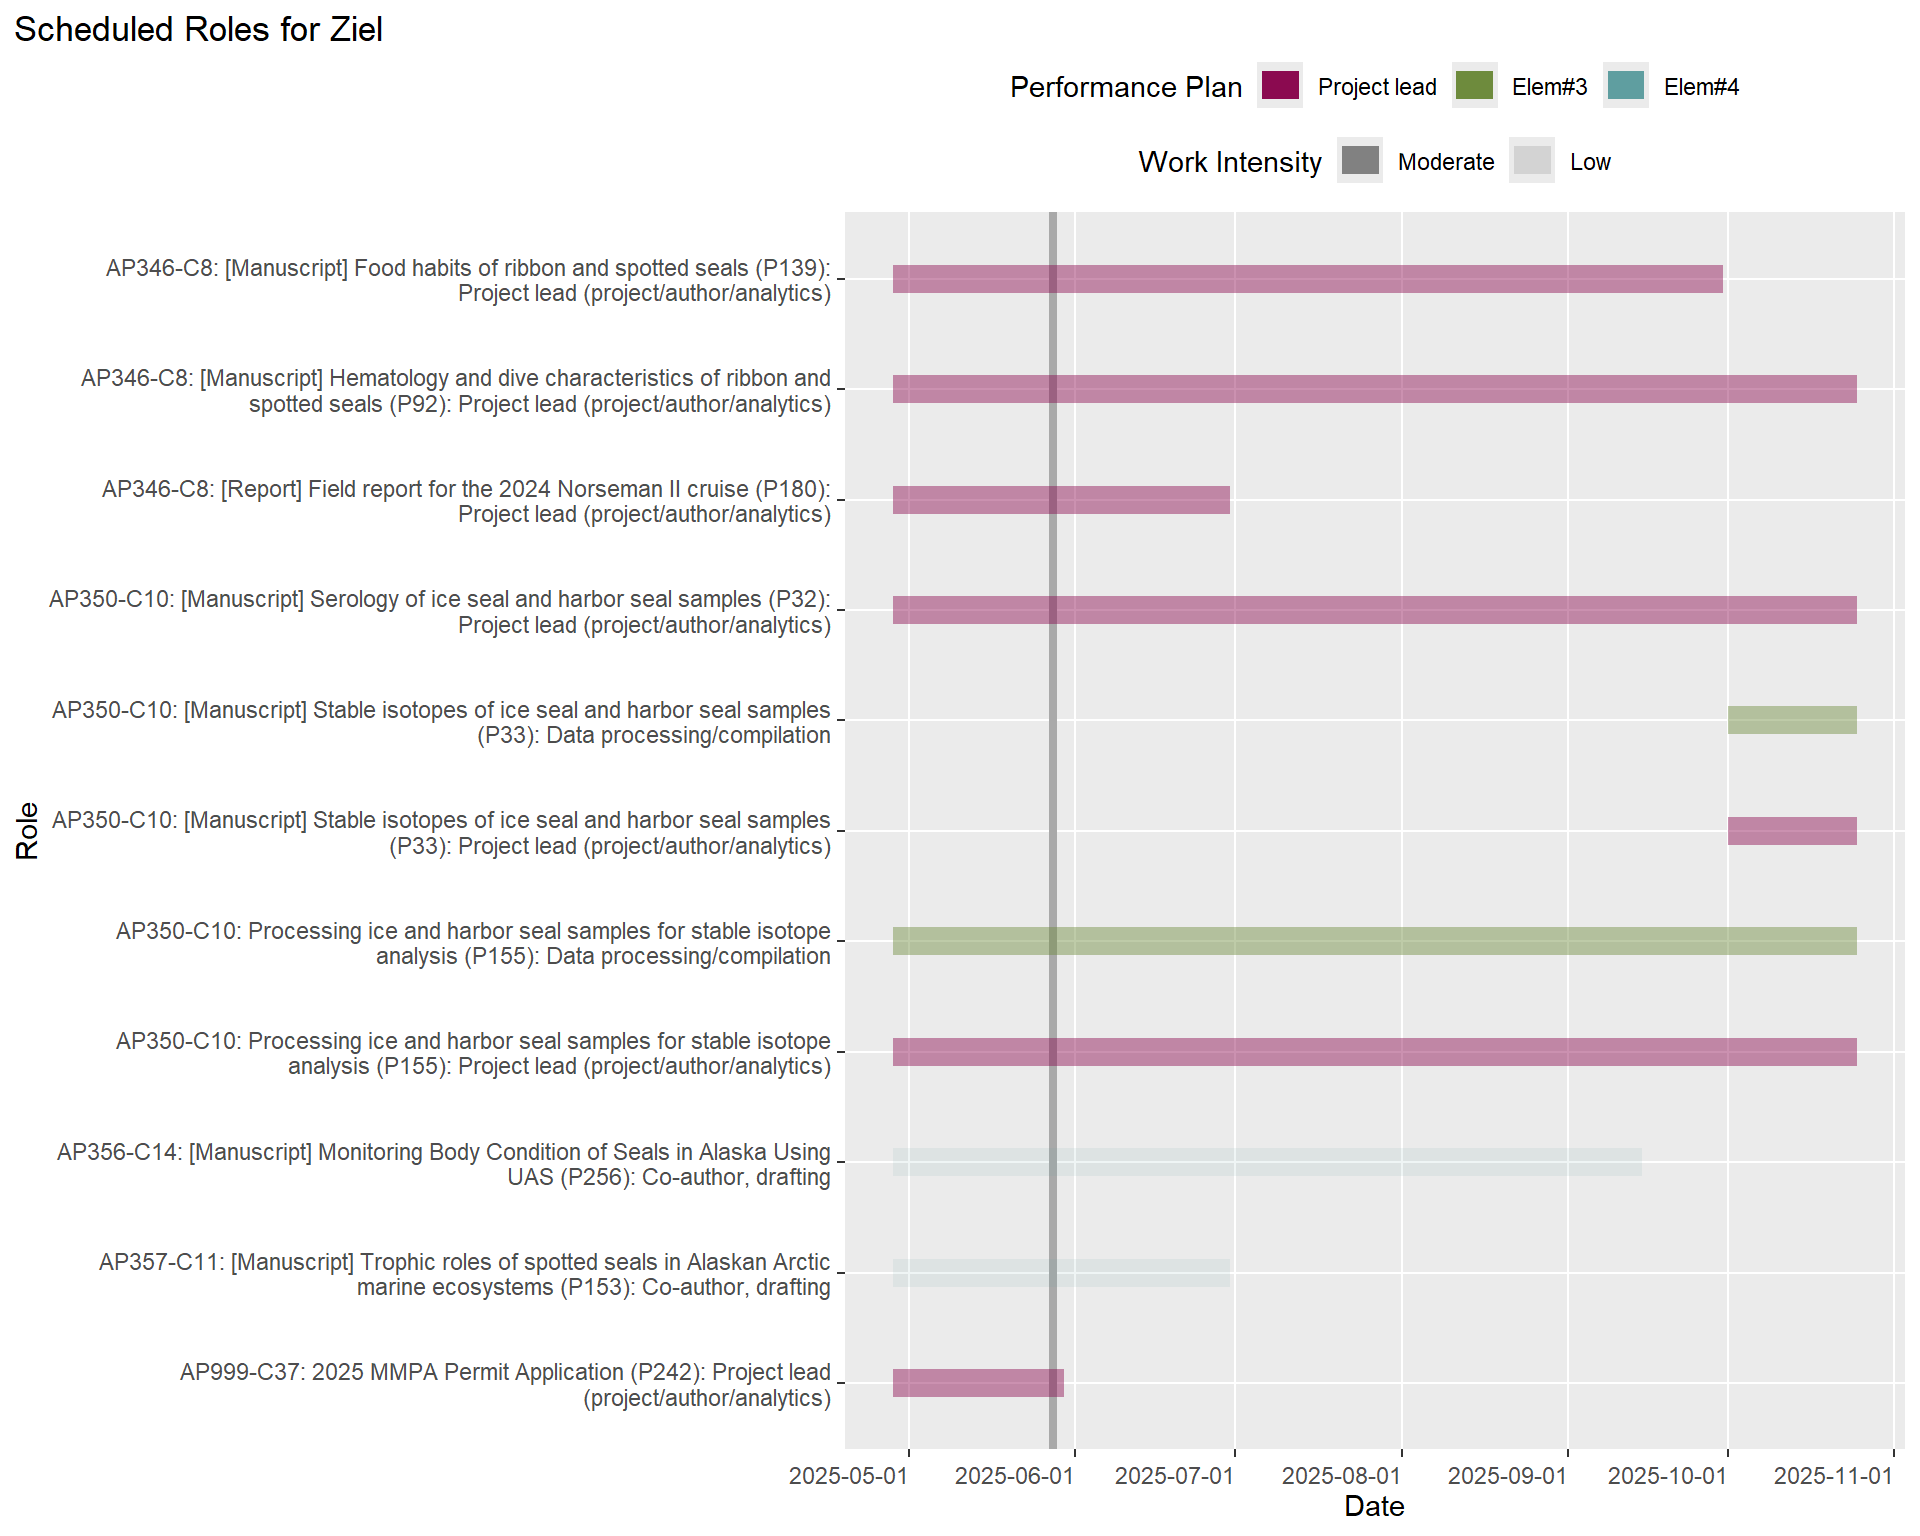 Scheduled Roles for Ziel
Performance Plan Project lead Elem#3 Elem#4
Work Intensity Moderate Low
AP346-C8: [Manuscript] Food habits of ribbon and spotted seals (P139):
Project lead (project/author/analytics)
AP346-C8: [Manuscript] Hematology and dive characteristics of ribbon and
spotted seals (P92): Project lead (project/author/analytics)
AP346-C8: [Report] Field report for the 2024 Norseman II cruise (P180):
Project lead (project/author/analytics)
AP350-C10: [Manuscript] Serology of ice seal and harbor seal samples (P32):
Project lead (project/author/analytics)
AP350-C10: [Manuscript] Stable isotopes of ice seal and harbor seal samples
(P33): Data processing/compilation
AP350-C10: [Manuscript] Stable isotopes of ice seal and harbor seal samples
(P33): Project lead (project/author/analytics)
AP350-C10: Processing ice and harbor seal samples for stable isotope
analysis (P155): Data processing/compilation
AP350-C10: Processing ice and harbor seal samples for stable isotope
analysis (P155): Project lead (project/author/analytics)
AP356-C14: [Manuscript] Monitoring Body Condition of Seals in Alaska Using
UAS (P256): Co-author, drafting
AP357-C11: [Manuscript] Trophic roles of spotted seals in Alaskan Arctic
marine ecosystems (P153): Co-author, drafting
AP999-C37: 2025 MMPA Permit Application (P242): Project lead
(project/author/analytics)
Role
2025-05-01 2025-06-01 2025-07-01 2025-08-01 2025-09-01 2025-10-01 2025-11-01
Date